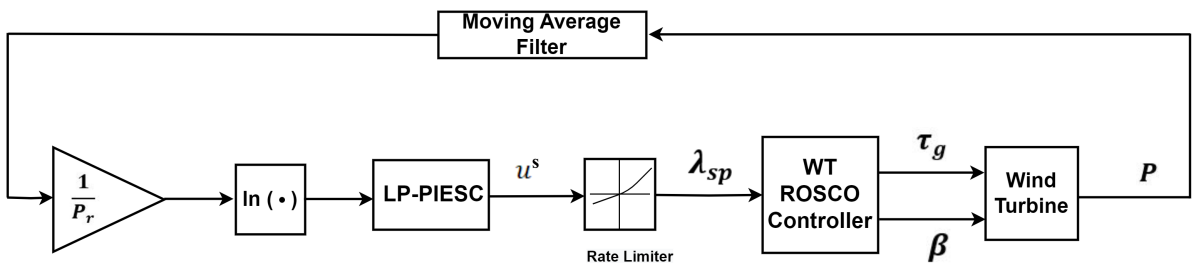 Moving Average
Filter
1
P_r
ln (•)
LP-PIESC
u^s
Rate Limiter
λ_sp
WT
ROSCO
Controller
τ_g
β
Wind
Turbine
P